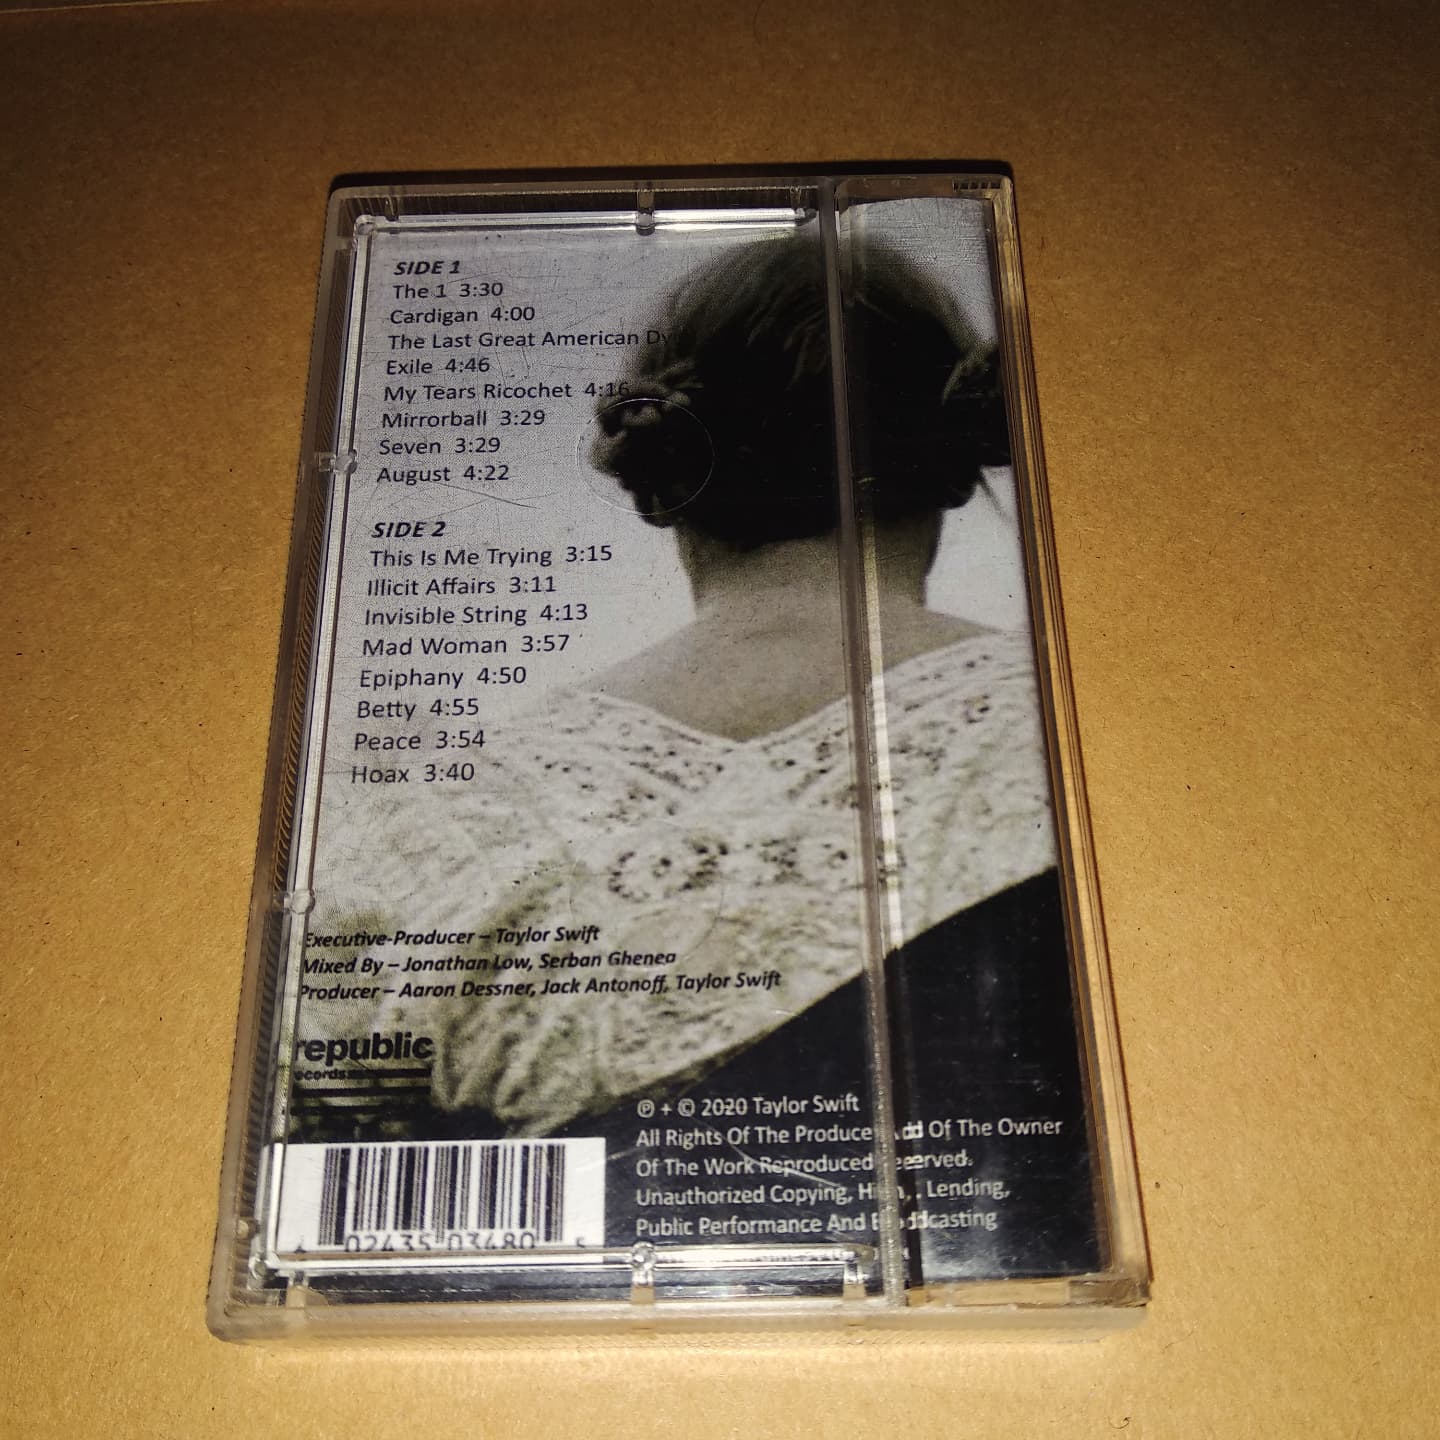 SIDE 1
The 1 3:30
Cardigan 4:00
The Last Great American Dy
Exile 4:46
My Tears Ricochet 4:16
Mirrorball 3:29
Seven 3:29
August 4:22
SIDE 2
This Is Me Trying 3:15
Illicit Affairs 3:11
Invisible String 4:13
Mad Woman 3:57
Epiphany 4:50
Betty 4:55
Peace 3:54
Hoax 3:40
Executive-Producer – Taylor Swift
Mixed By – Jonathan Low, Serban Ghenea
Producer – Aaron Dessner, Jack Antonoff, Taylor Swift
republic
records
℗ + © 2020 Taylor Swift
All Rights Of The Produce Of The Owner
Of The Work Reproduced
Unauthorized Copying, Lending,
Public Performance And
02435 03480